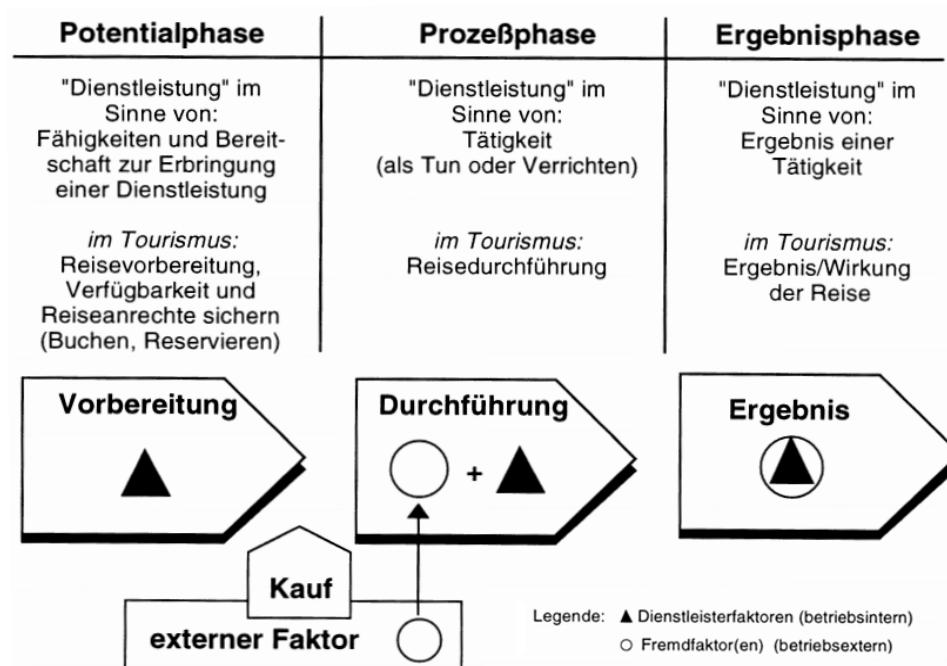 Potentialphase
"Dienstleistung" im
Sinne von:
Fähigkeiten und Bereit-
schaft zur Erbringung
einer Dienstleistung
im Tourismus:
Reisevorbereitung,
Verfügbarkeit und
Reiseanrechte sichern
(Buchen, Reservieren)
Prozeßphase
"Dienstleistung" im
Sinne von:
Tätigkeit
(als Tun oder Verrichten)
im Tourismus:
Reisedurchführung
Ergebnisphase
"Dienstleistung" im
Sinne von:
Ergebnis einer
Tätigkeit
im Tourismus:
Ergebnis/Wirkung
der Reise
Vorbereitung
Durchführung
+
Ergebnis
Kauf
externer Faktor
Legende: ▲ Dienstleisterfaktoren (betriebsintern)
○ Fremdfaktor(en) (betriebsextern)